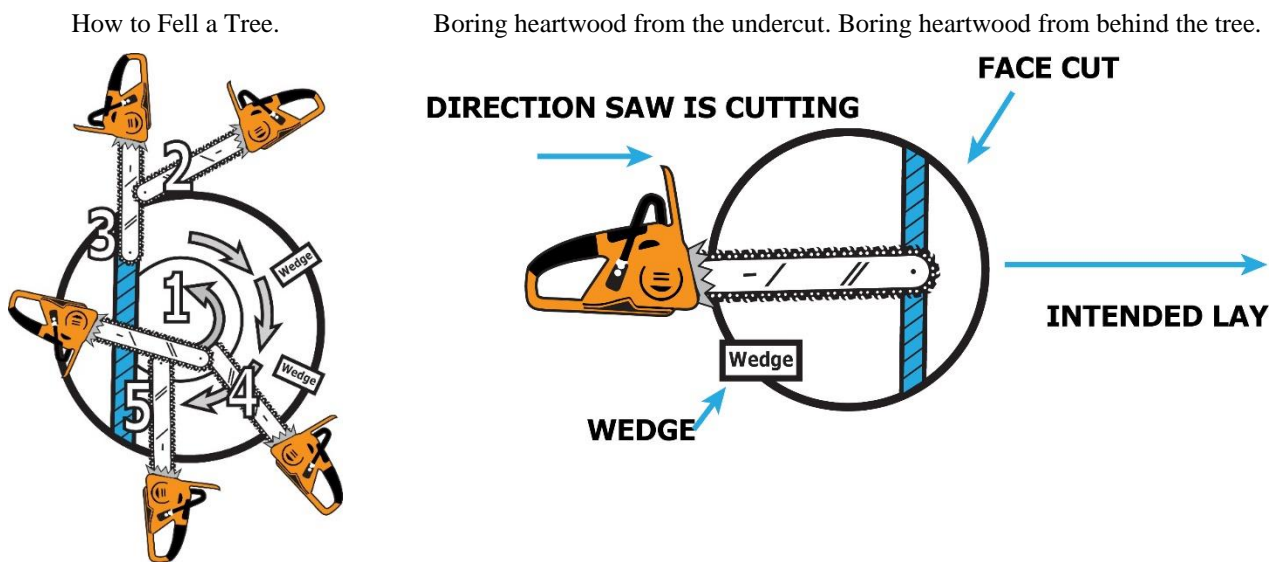 How to Fell a Tree.
Boring heartwood from the undercut. Boring heartwood from behind the tree.
2
3
1
Wedge
Wedge
4
5
FACE CUT
DIRECTION SAW IS CUTTING
INTENDED LAY
Wedge
WEDGE